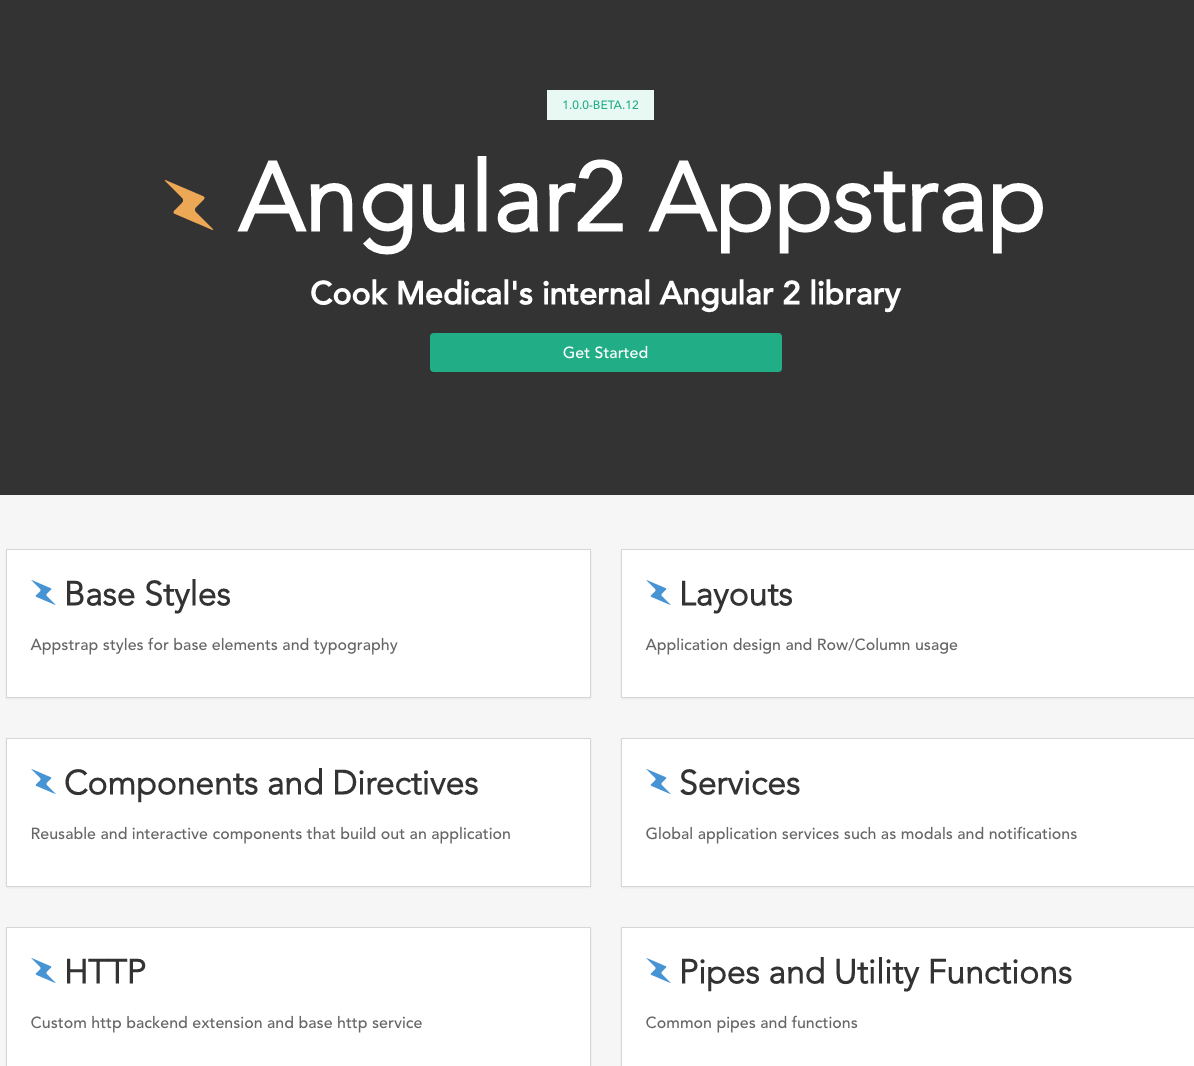 1.0.0-BETA.12
Angular2 Appstrap
Cook Medical's internal Angular 2 library
Get Started
Base Styles
Appstrap styles for base elements and typography
Layouts
Application design and Row/Column usage
Components and Directives
Reusable and interactive components that build out an application
Services
Global application services such as modals and notifications
HTTP
Custom http backend extension and base http service
Pipes and Utility Functions
Common pipes and functions